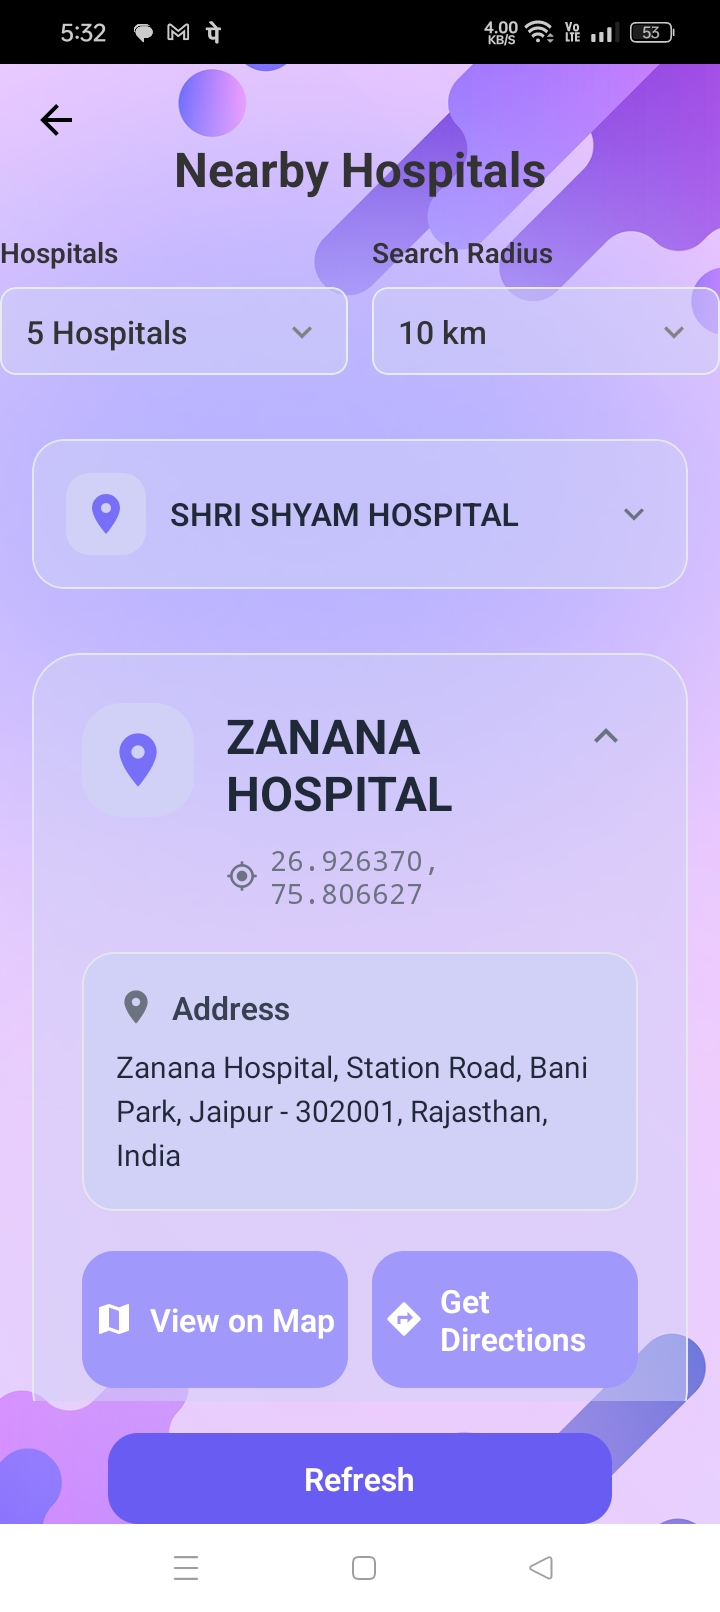 5:32 पे 4.00 KB/S Vo LTE 53
Nearby Hospitals
Hospitals
Search Radius
5 Hospitals
10 km
SHRI SHYAM HOSPITAL
ZANANA
HOSPITAL
26.926370,
75.806627
Address
Zanana Hospital, Station Road, Bani
Park, Jaipur - 302001, Rajasthan,
India
View on Map
Get
Directions
Refresh